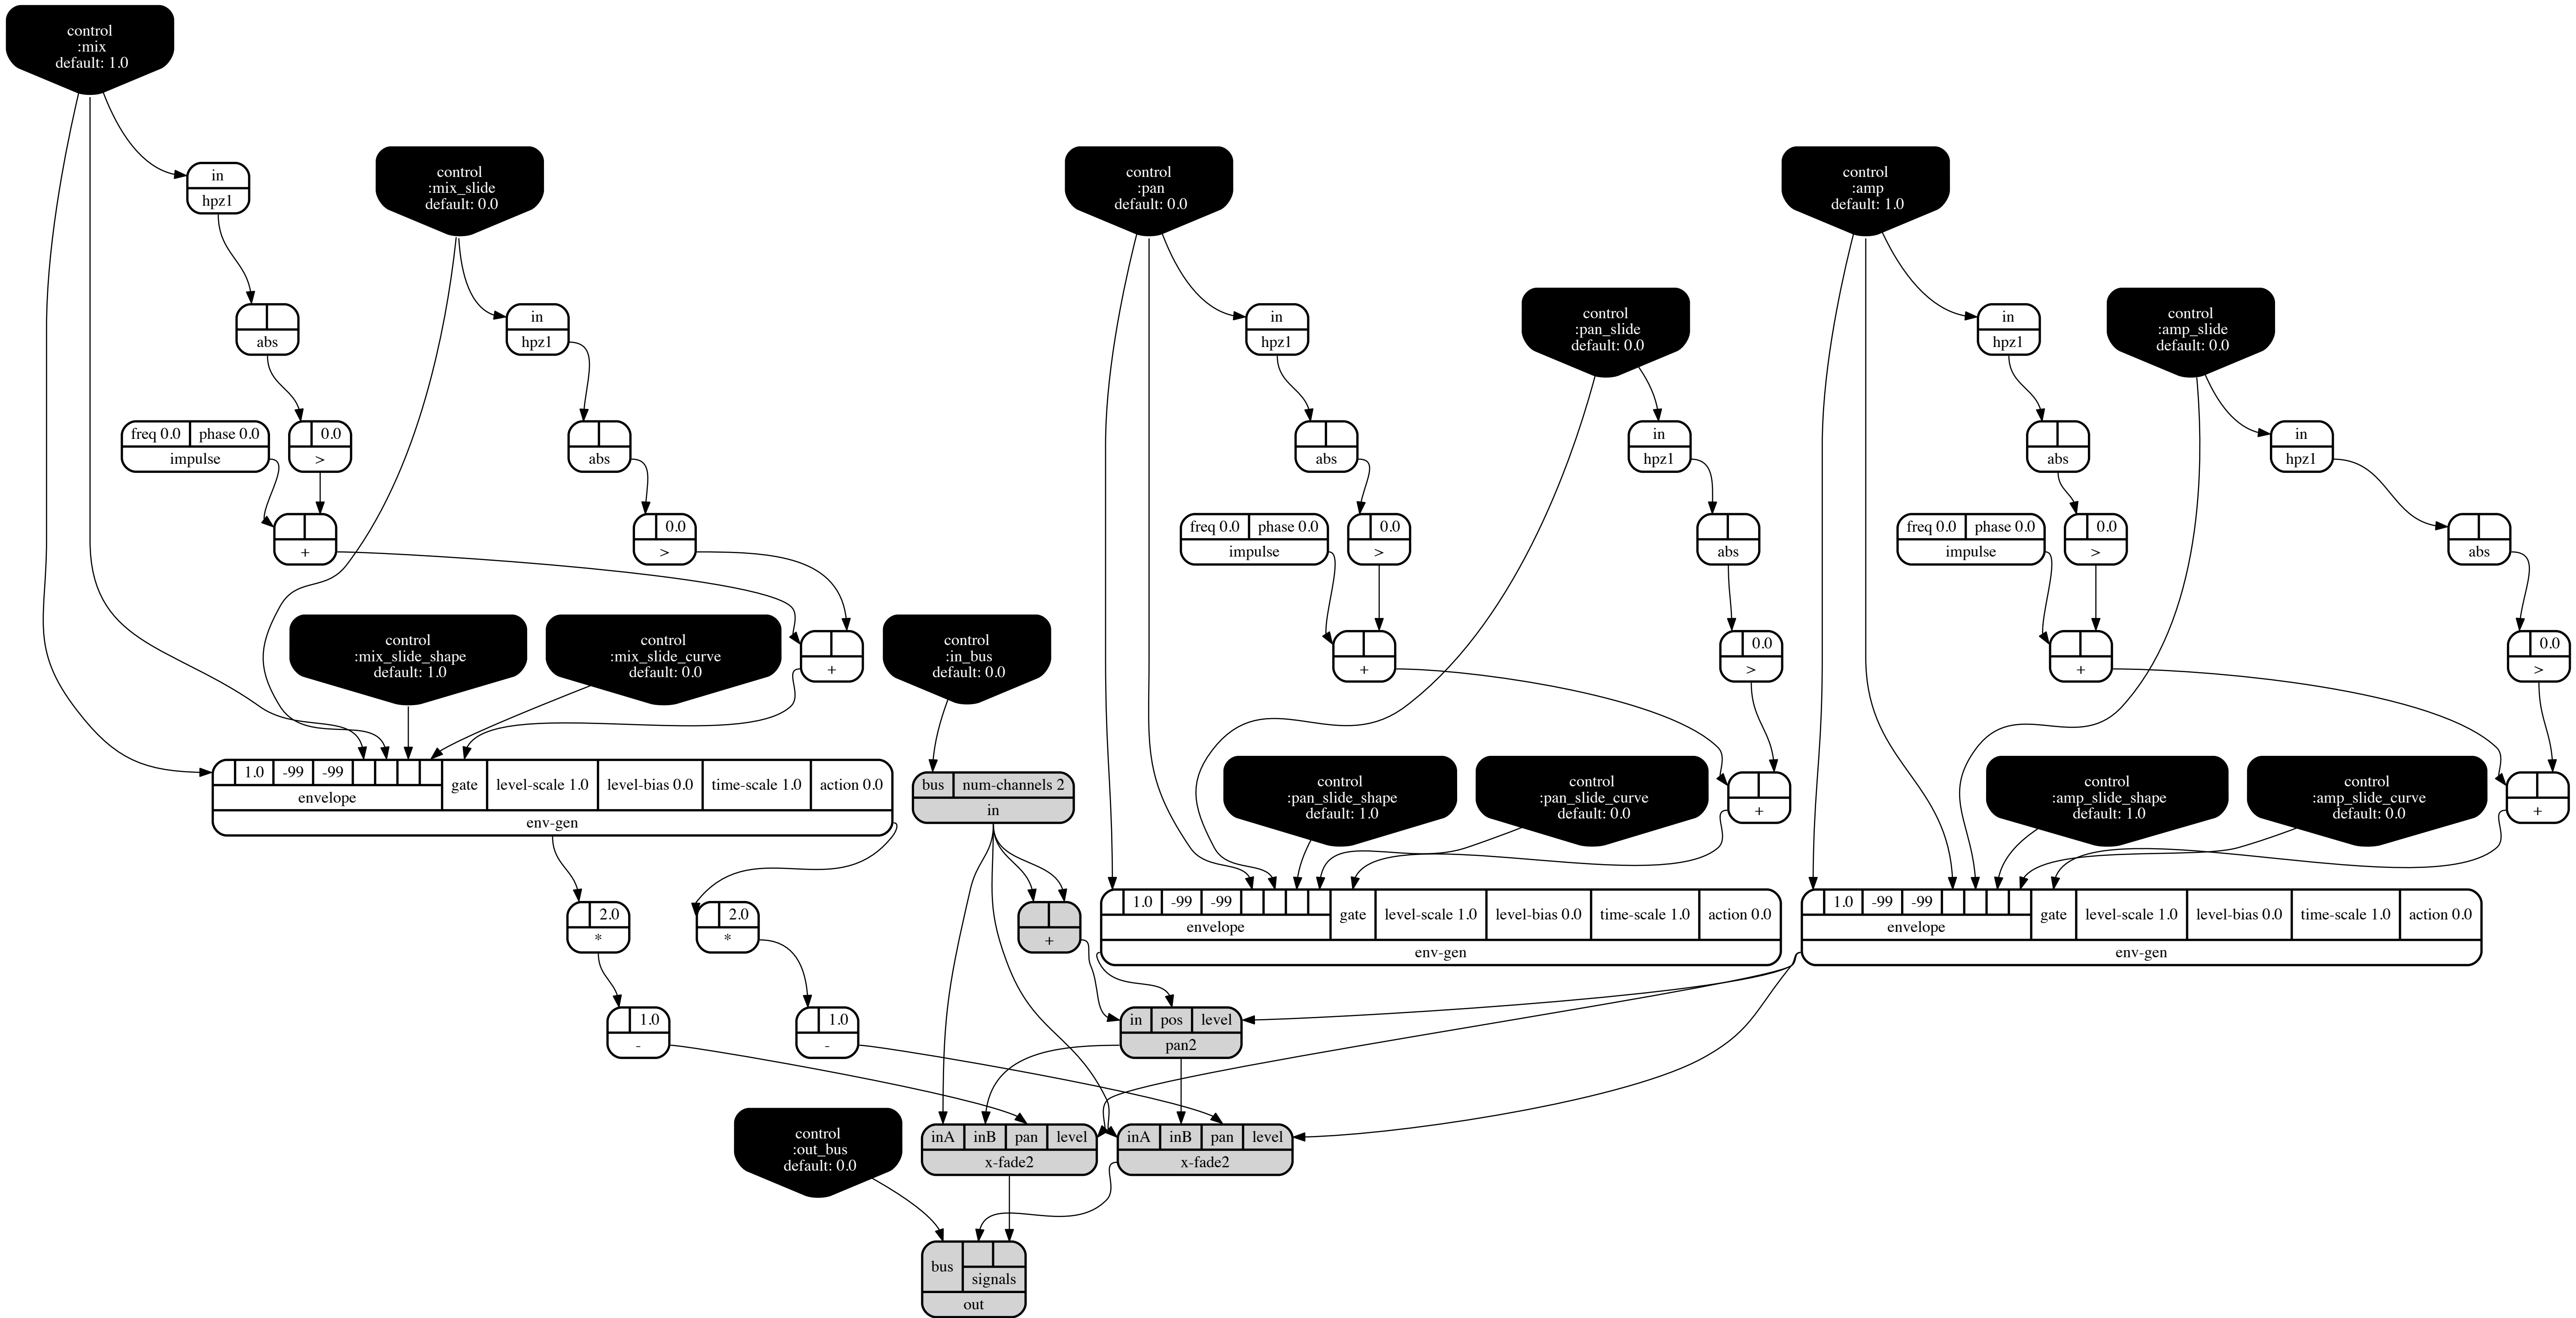 control
:mix
default: 1.0
in
hpz1
control
:mix_slide
default: 0.0
control
:pan
default: 0.0
control
:amp
default: 1.0
abs
in
hpz1
in
hpz1
control
:pan_slide
default: 0.0
in
hpz1
control
:amp_slide
default: 0.0
freq 0.0 phase 0.0
impulse
0.0
>
abs
abs
in
hpz1
abs
in
hpz1
+
0.0
>
freq 0.0 phase 0.0
impulse
0.0
>
abs
freq 0.0 phase 0.0
impulse
0.0
>
abs
control
:mix_slide_shape
default: 1.0
control
:mix_slide_curve
default: 0.0
+
control
:in_bus
default: 0.0
+
0.0
>
+
0.0
>
1.0 -99 -99
envelope
gate level-scale 1.0 level-bias 0.0 time-scale 1.0 action 0.0
env-gen
bus num-channels 2
in
control
:pan_slide_shape
default: 1.0
control
:pan_slide_curve
default: 0.0
+
control
:amp_slide_shape
default: 1.0
control
:amp_slide_curve
default: 0.0
+
2.0
*
2.0
*
+
1.0 -99 -99
envelope
gate level-scale 1.0 level-bias 0.0 time-scale 1.0 action 0.0
env-gen
1.0 -99 -99
envelope
gate level-scale 1.0 level-bias 0.0 time-scale 1.0 action 0.0
env-gen
1.0
-
1.0
-
in pos level
pan2
control
:out_bus
default: 0.0
inA inB pan level
x-fade2
inA inB pan level
x-fade2
bus
signals
out